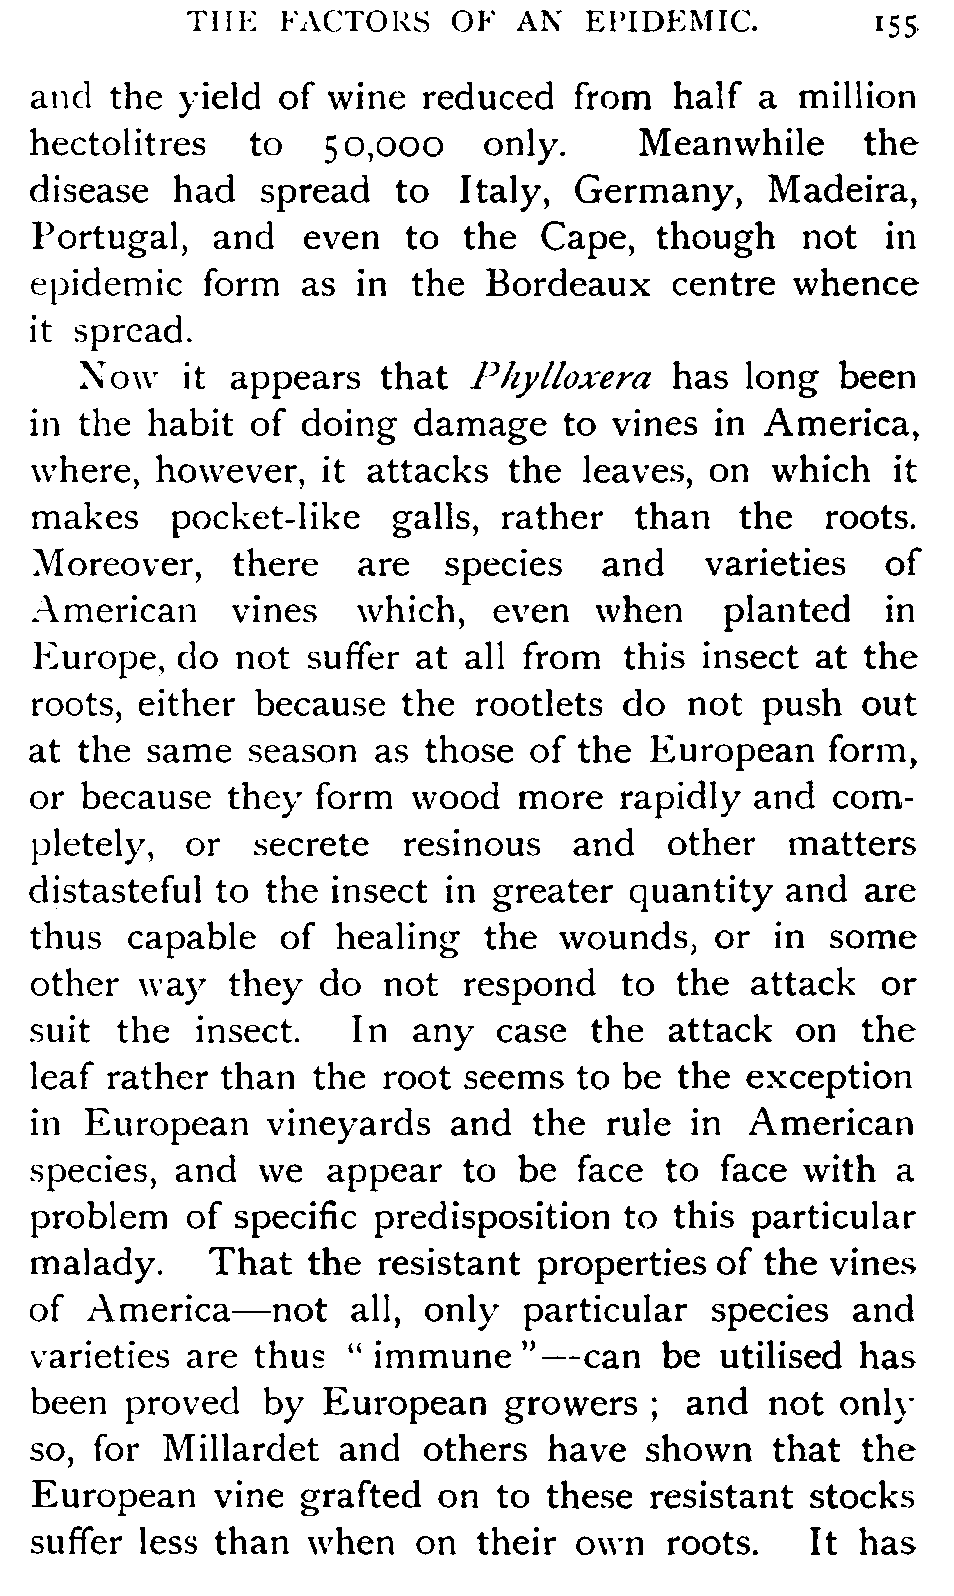 THE FACTORS OF AN EPIDEMIC. 155
and the yield of wine reduced from half a million
hectolitres to 50,000 only. Meanwhile the
disease had spread to Italy, Germany, Madeira,
Portugal, and even to the Cape, though not in
epidemic form as in the Bordeaux centre whence
it spread.
Now it appears that Phylloxera has long been
in the habit of doing damage to vines in America,
where, however, it attacks the leaves, on which it
makes pocket-like galls, rather than the roots.
Moreover, there are species and varieties of
American vines which, even when planted in
Europe, do not suffer at all from this insect at the
roots, either because the rootlets do not push out
at the same season as those of the European form,
or because they form wood more rapidly and com-
pletely, or secrete resinous and other matters
distasteful to the insect in greater quantity and are
thus capable of healing the wounds, or in some
other way they do not respond to the attack or
suit the insect. In any case the attack on the
leaf rather than the root seems to be the exception
in European vineyards and the rule in American
species, and we appear to be face to face with a
problem of specific predisposition to this particular
malady. That the resistant properties of the vines
of America—not all, only particular species and
varieties are thus “immune”—can be utilised has
been proved by European growers; and not only
so, for Millardet and others have shown that the
European vine grafted on to these resistant stocks
suffer less than when on their own roots. It has